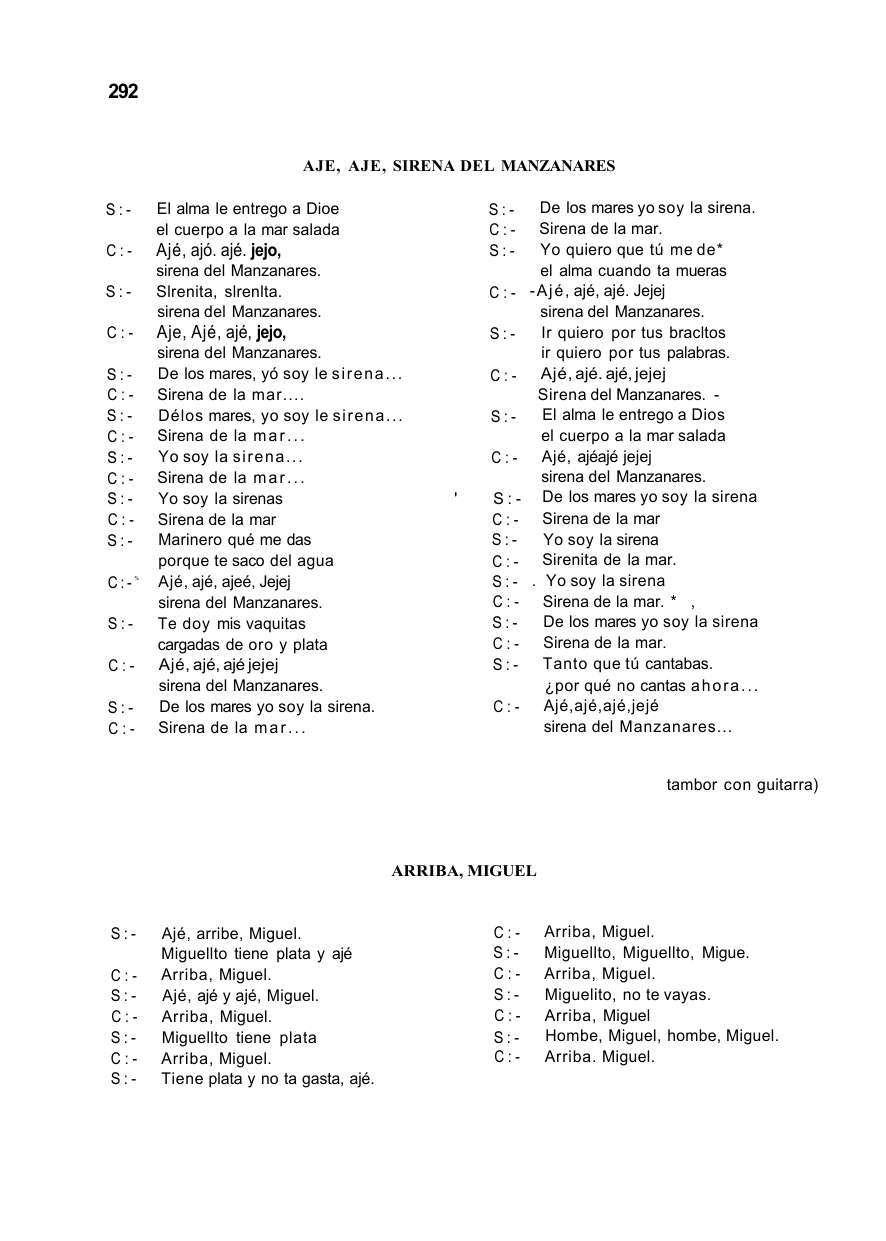 292
AJE, AJE, SIRENA DEL MANZANARES
S:- El alma le entrego a Dioe
el cuerpo a la mar salada
C:- Ajé, ajó. ajé. jejo,
sirena del Manzanares.
S:- Slrenita, slrenlta.
sirena del Manzanares.
C:- Aje, Ajé, ajé, jejo,
sirena del Manzanares.
S:- De los mares, yó soy le sirena...
C:- Sirena de la mar....
S:- Délos mares, yo soy le sirena...
C:- Sirena de la mar...
S:- Yo soy la sirena...
C:- Sirena de la mar...
S:- Yo soy la sirenas
C:- Sirena de la mar
S:- Marinero qué me das
porque te saco del agua
C:- Ajé, ajé, ajeé, Jejej
sirena del Manzanares.
S:- Te doy mis vaquitas
cargadas de oro y plata
C:- Ajé, ajé, ajé jejej
sirena del Manzanares.
S:- De los mares yo soy la sirena.
C:- Sirena de la mar...
S:- De los mares yo soy la sirena.
C:- Sirena de la mar.
S:- Yo quiero que tú me de*
el alma cuando ta mueras
C:- -Ajé, ajé, ajé. Jejej
sirena del Manzanares.
S:- Ir quiero por tus bracltos
ir quiero por tus palabras.
C:- Ajé, ajé. ajé, jejej
Sirena del Manzanares. -
S:- El alma le entrego a Dios
el cuerpo a la mar salada
C:- Ajé, ajéajé jejej
sirena del Manzanares.
' S:- De los mares yo soy la sirena
C:- Sirena de la mar
S:- Yo soy la sirena
C:- Sirenita de la mar.
S:- . Yo soy la sirena
C:- Sirena de la mar. * ,
S:- De los mares yo soy la sirena
C:- Sirena de la mar.
S:- Tanto que tú cantabas.
¿por qué no cantas ahora...
C:- Ajé,ajé,ajé,jejé
sirena del Manzanares...
tambor con guitarra)
ARRIBA, MIGUEL
S:- Ajé, arribe, Miguel.
Miguellto tiene plata y ajé
C:- Arriba, Miguel.
S:- Ajé, ajé y ajé, Miguel.
C:- Arriba, Miguel.
S:- Miguellto tiene plata
C:- Arriba, Miguel.
S:- Tiene plata y no ta gasta, ajé.
C:- Arriba, Miguel.
S:- Miguellto, Miguellto, Migue.
C:- Arriba, Miguel.
S:- Miguelito, no te vayas.
C:- Arriba, Miguel
S:- Hombe, Miguel, hombe, Miguel.
C:- Arriba. Miguel.